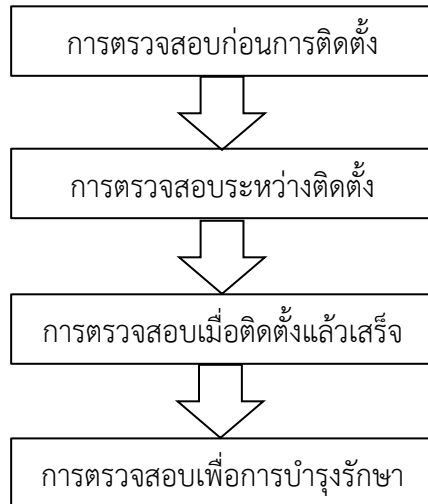 การตรวจสอบก่อนการติดตั้ง
การตรวจสอบระหว่างติดตั้ง
การตรวจสอบเมื่อติดตั้งแล้วเสร็จ
การตรวจสอบเพื่อการบำรุงรักษา